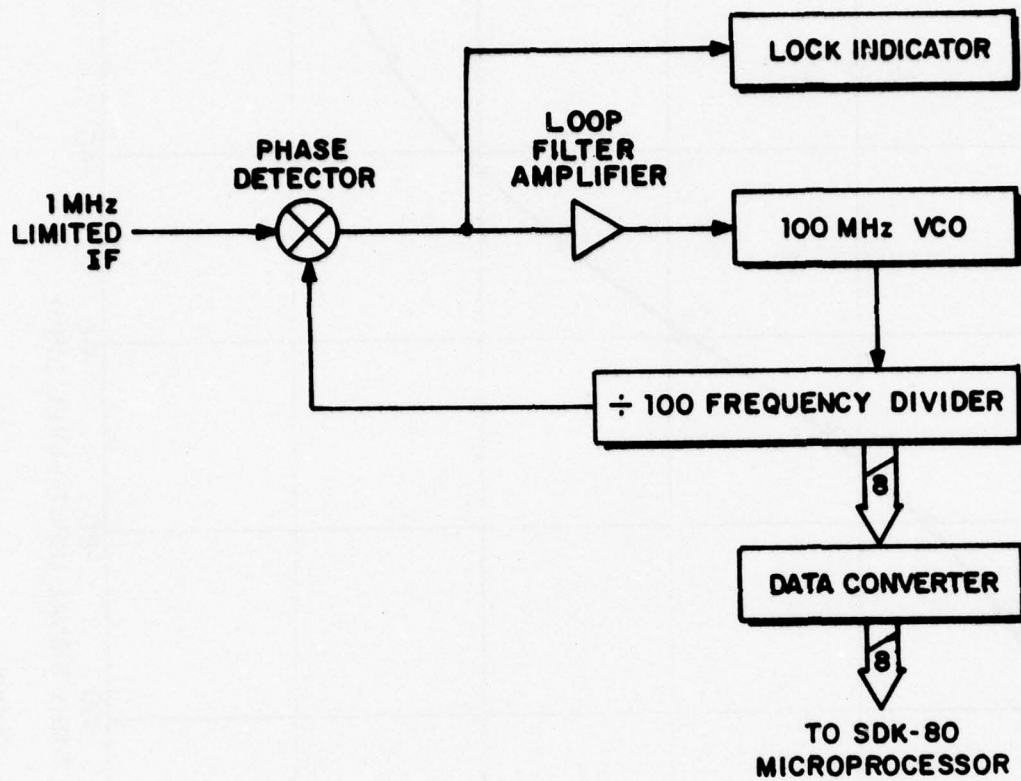 LOCK INDICATOR
LOOP
FILTER
AMPLIFIER
PHASE
DETECTOR
1 MHz
LIMITED
IF
100 MHz VCO
÷ 100 FREQUENCY DIVIDER
8
DATA CONVERTER
8
TO SDK-80
MICROPROCESSOR